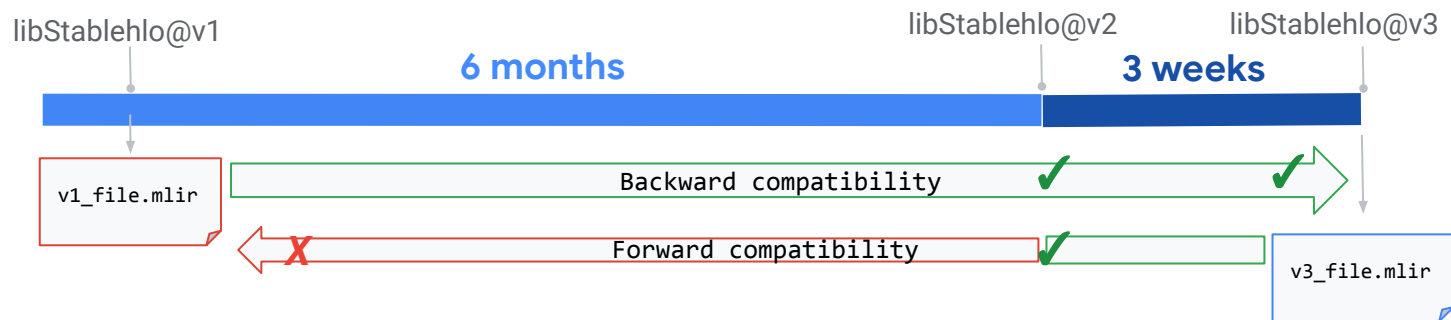 libStablehlo@v1
libStablehlo@v2
libStablehlo@v3
6 months
3 weeks
v1_file.mlir
Backward compatibility
Forward compatibility
X
v3_file.mlir